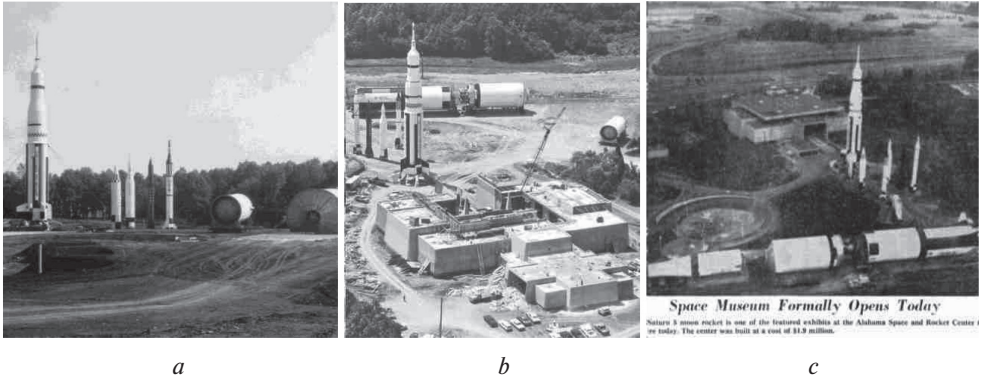 Space Museum Formally Opens Today
Saturn 5 moon rocket is one of the featured exhibits at the Alabama Space and Rocket Center
today. The center was built at a cost of $1.9 million.
a b c